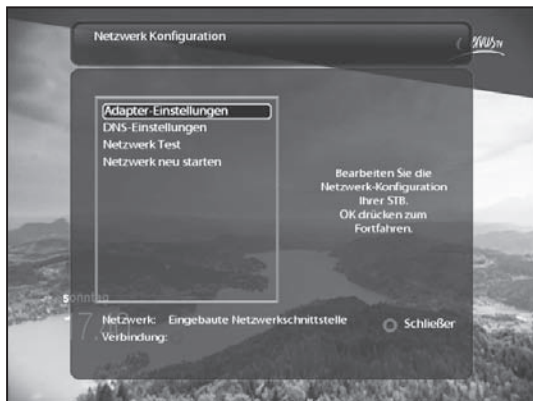 Netzwerk Konfiguration
Adapter-Einstellungen
DNS-Einstellungen
Netzwerk Test
Netzwerk neu starten
Bearbeiten Sie die
Netzwerk-Konfiguration
Ihrer STB.
OK drücken zum
Fortfahren.
sonntag
Netzwerk: Eingebaute Netzwerkschnittstelle
Schließer
Verbindung: